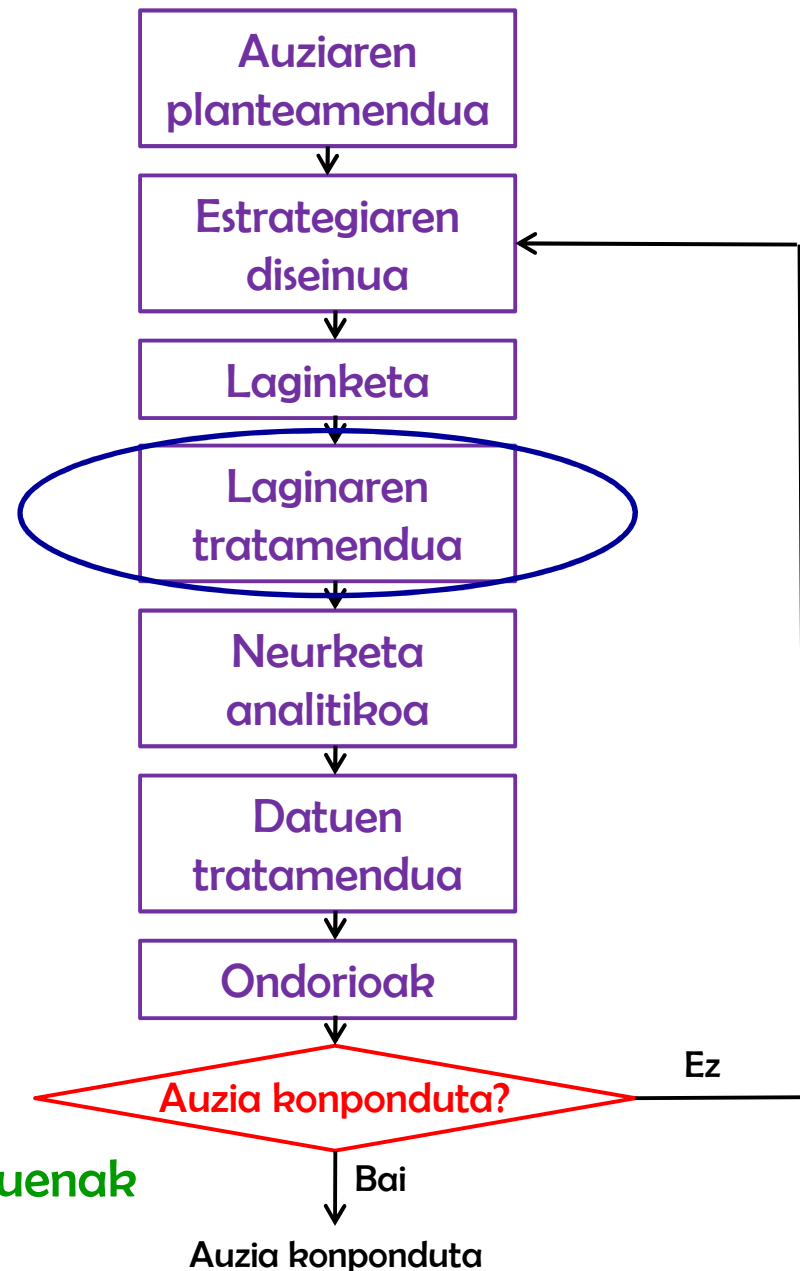 Auziaren
planteamendua
Estrategiaren
diseinua
Laginketa
Laginaren
tratamendua
Neurketa
analitikoa
Datuen
tratamendua
Ondorioak
Auzia konponduta?
Ez
uenak
Bai
Auzia konponduta